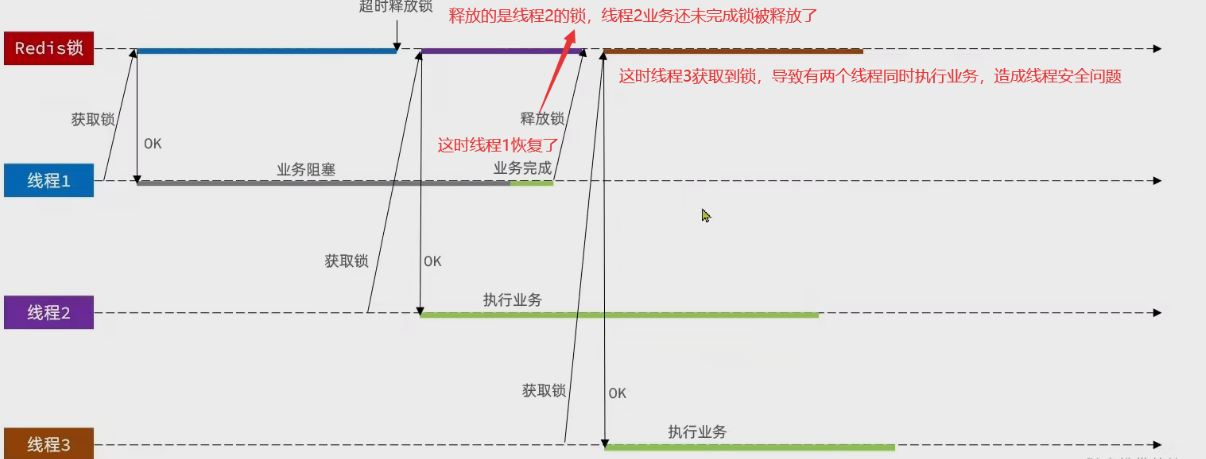 超时释放锁
释放的是线程2的锁，线程2业务还未完成锁被释放了
Redis锁
这时线程3获取到锁，导致有两个线程同时执行业务，造成线程安全问题
获取锁
释放锁
OK
这时线程1恢复了
业务阻塞
业务完成
线程1
获取锁
OK
执行业务
线程2
获取锁
OK
执行业务
线程3